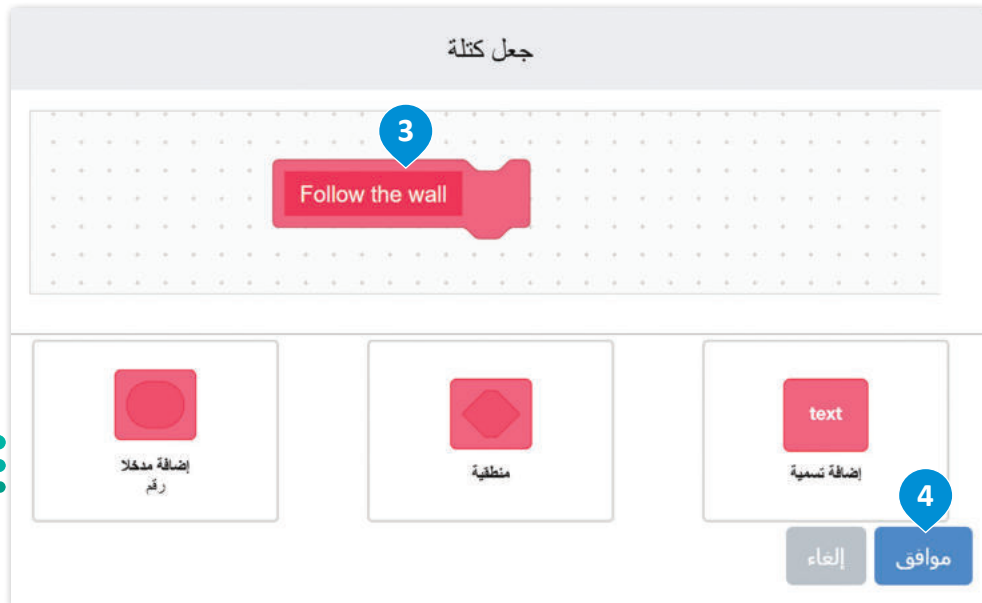 جعل كتلة
3
Follow the wall
text
إضافة تسمية
منطقية
إضافة مدخلا
رقم
4
موافق
إلغاء